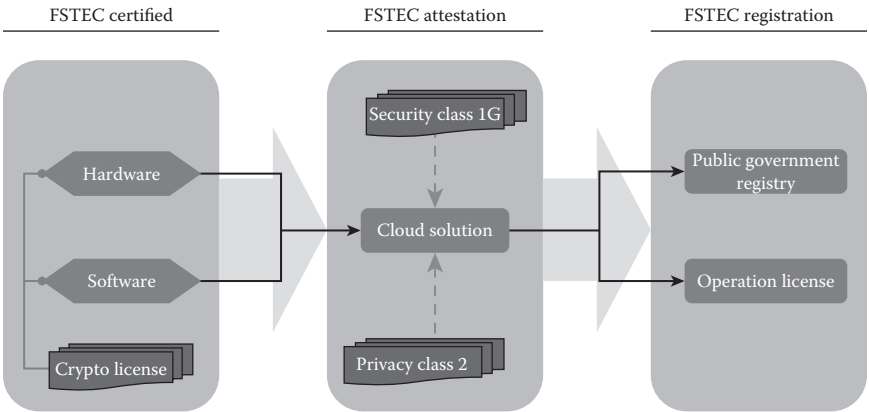 FSTEC certified
FSTEC attestation
FSTEC registration
Hardware
Software
Crypto license
Security class 1G
Cloud solution
Privacy class 2
Public government
registry
Operation license